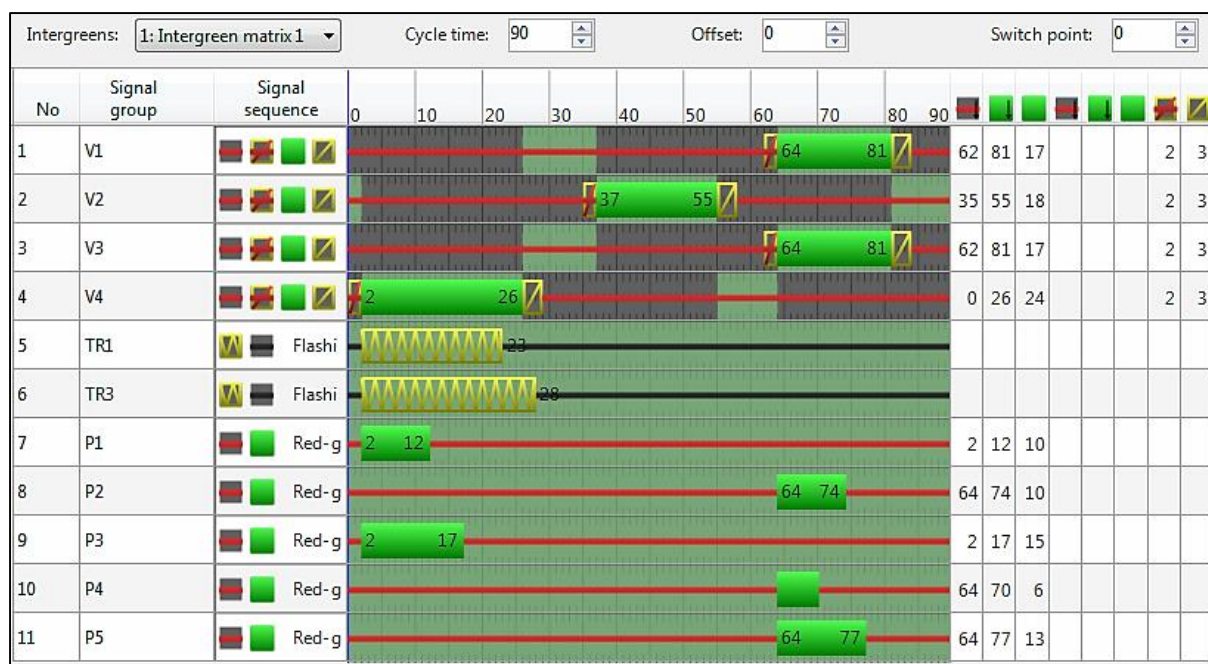 Intergreens: 1: Intergreen matrix 1 Cycle time: 90 Offset: 0 Switch point: 0
No Signal group Signal sequence 0 10 20 30 40 50 60 70 80 90
1 V1 64 81 62 81 17 2 3
2 V2 37 55 35 55 18 2 3
3 V3 64 81 62 81 17 2 3
4 V4 2 26 0 26 24 2 3
5 TR1 Flashi 23
6 TR3 Flashi 28
7 P1 Red-g 2 12 2 12 10
8 P2 Red-g 64 74 64 74 10
9 P3 Red-g 2 17 2 17 15
10 P4 Red-g 64 70 6
11 P5 Red-g 64 77 64 77 13